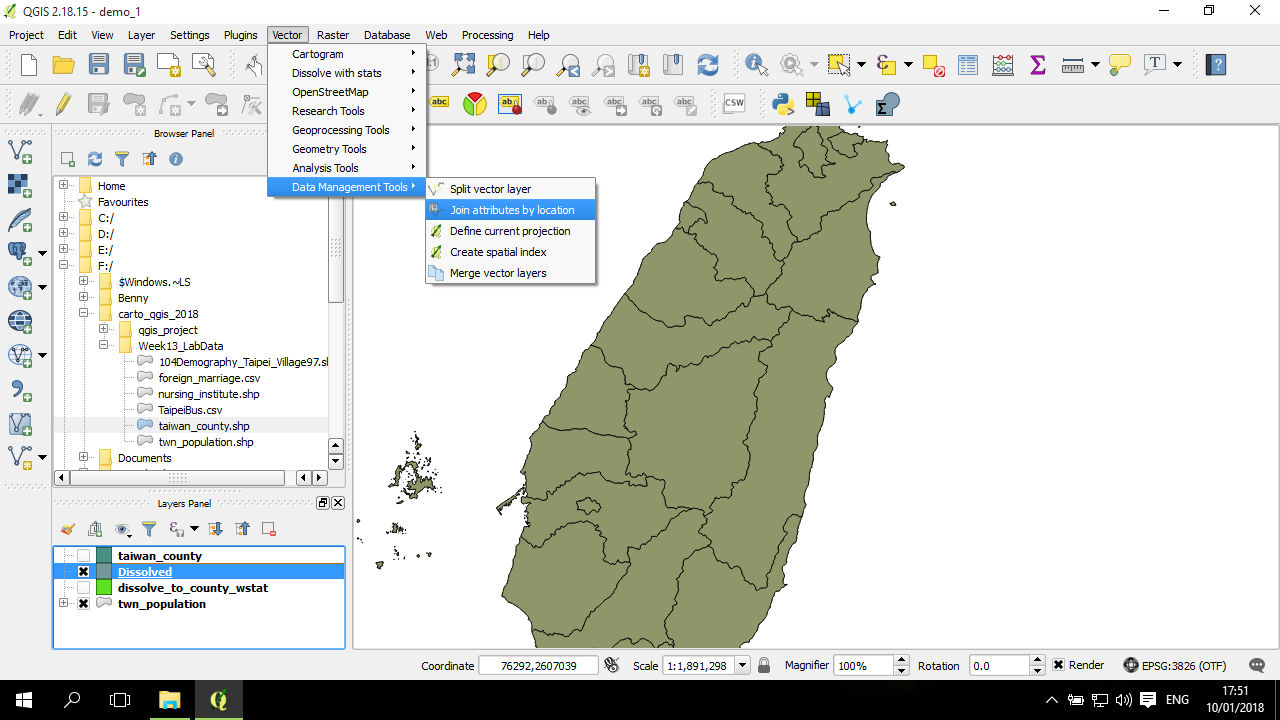 QGIS 2.18.15 - demo_1
Project Edit View Layer Settings Plugins Vector Raster Database Web Processing Help
Cartogram
Dissolve with stats
OpenStreetMap
Research Tools
Geoprocessing Tools
Geometry Tools
Analysis Tools
Data Management Tools
Split vector layer
Join attributes by location
Define current projection
Create spatial index
Merge vector layers
abc
CSW
Browser Panel
Home
Favourites
C:/
D:/
E:/
F:/
$Windows.~LS
Benny
carto_qgis_2018
qgis_project
Week13_LabData
104Demography_Taipei_Village97.sl
foreign_marriage.csv
nursing_institute.shp
TaipeiBus.csv
taiwan_county.shp
twn_population.shp
Documents
Layers Panel
taiwan_county
Dissolved
dissolve_to_county_wstat
twn_population
Coordinate 76292,2607039 Scale 1:1,891,298 Magnifier 100% Rotation 0.0 Render EPSG:3826 (OTF)
ENG
17:51
10/01/2018